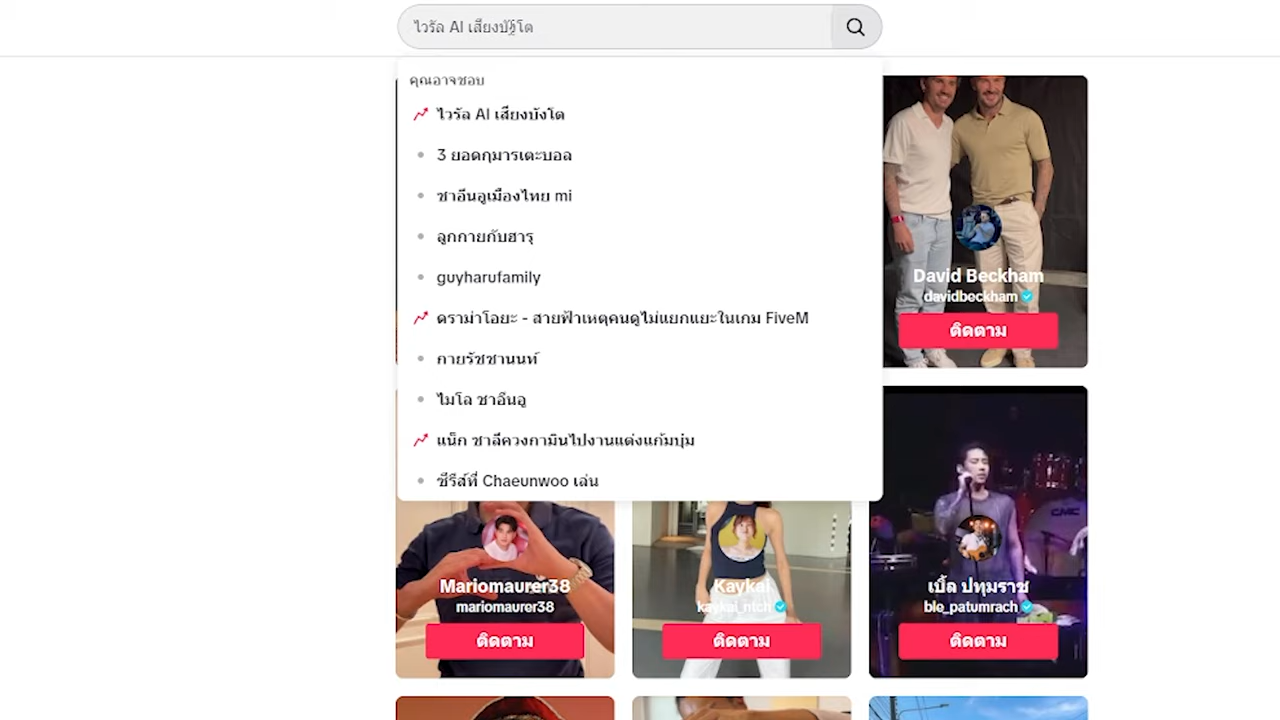 ไวรัล AI เสียงบังโต
คุณอาจชอบ
ไวรัล AI เสียงบังโต
3 ยอดกุมารเตะบอล
ชาอึนอูเมืองไทย mi
ลูกกายกับฮารุ
guyharufamily
ดราม่าโอยะ - สายฟ้าเหตุคนดูไม่แยกแยะในเกม FiveM
กายรัชชานนท์
ไมโล ชาอึนอู
แน็ก ชาลีควงกามินไปงานแต่งแก้มบุ๋ม
ซีรีส์ที่ Chaeunwoo เล่น
David Beckham
davidbeckham
ติดตาม
Mariomaurer38
mariomaurer38
ติดตาม
Kaykai
kaykai_ntch
ติดตาม
เบิ้ล ปทุมราช
ble_patumrach
ติดตาม